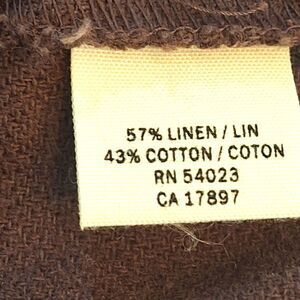 57% LINEN / LIN
43% COTTON / COTON
RN 54023
CA 17897